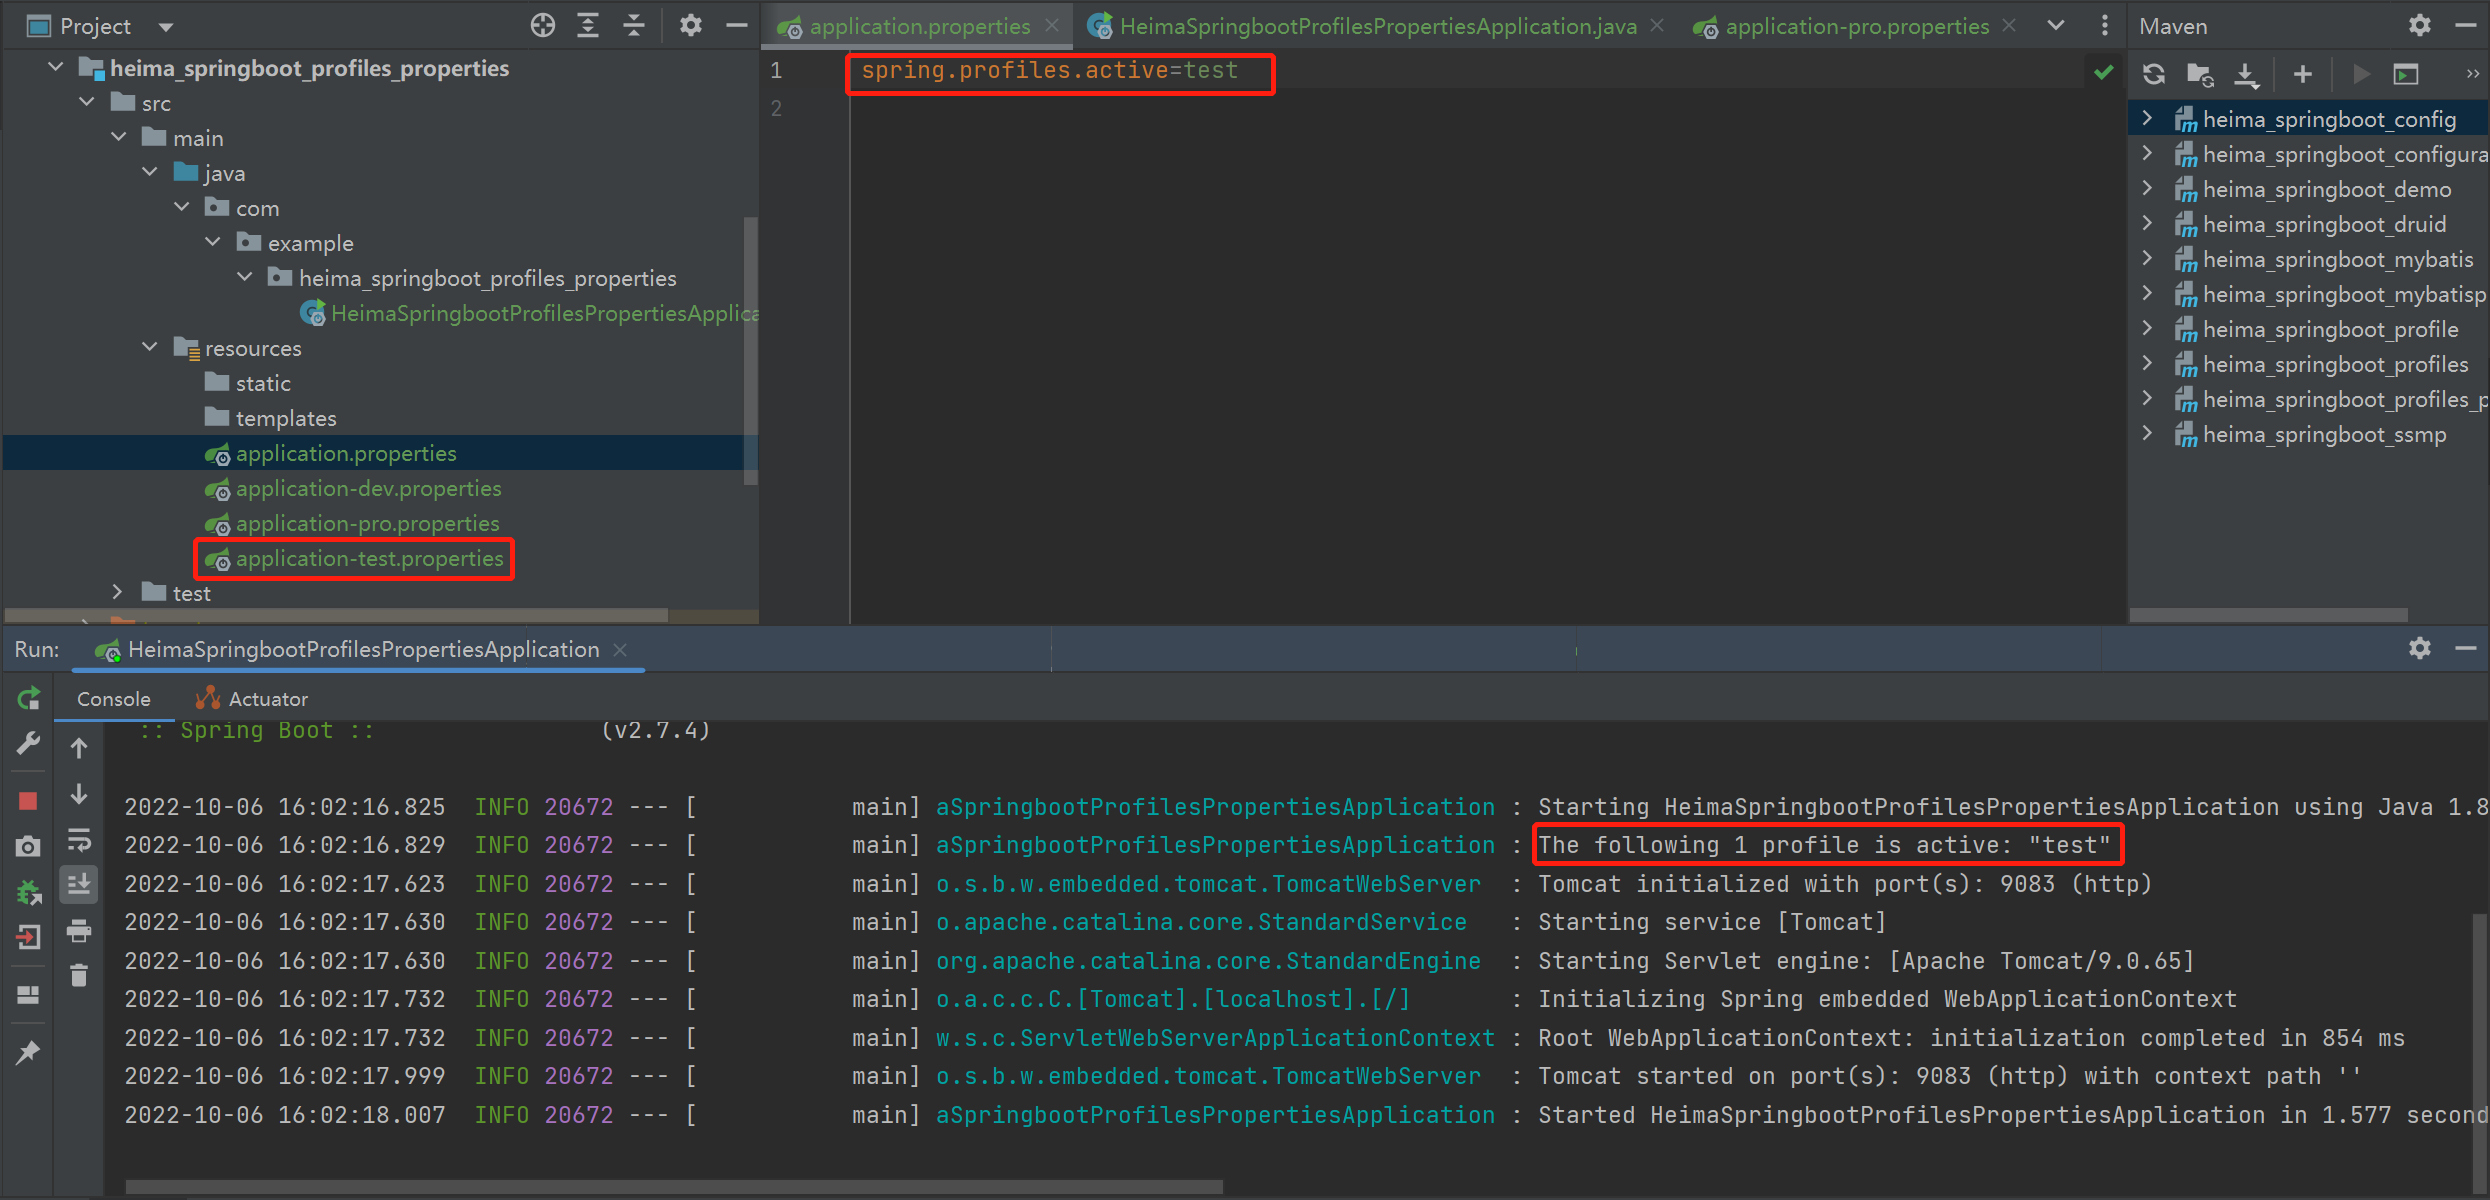 Project
heima_springboot_profiles_properties
src
main
java
com
example
heima_springboot_profiles_properties
HeimaSpringbootProfilesPropertiesApplica
resources
static
templates
application.properties
application-dev.properties
application-pro.properties
application-test.properties
test
application.properties
HeimaSpringbootProfilesPropertiesApplication.java
application-pro.properties
1 spring.profiles.active=test
2
Maven
heima_springboot_config
heima_springboot_configura
heima_springboot_demo
heima_springboot_druid
heima_springboot_mybatis
heima_springboot_mybatisp
heima_springboot_profile
heima_springboot_profiles
heima_springboot_profiles_p
heima_springboot_ssmp
Run: HeimaSpringbootProfilesPropertiesApplication
Console Actuator
:: Spring Boot :: (v2.7.4)
2022-10-06 16:02:16.825 INFO 20672 --- [ main] aSpringbootProfilesPropertiesApplication : Starting HeimaSpringbootProfilesPropertiesApplication using Java 1.8
2022-10-06 16:02:16.829 INFO 20672 --- [ main] aSpringbootProfilesPropertiesApplication : The following 1 profile is active: "test"
2022-10-06 16:02:17.623 INFO 20672 --- [ main] o.s.b.w.embedded.tomcat.TomcatWebServer : Tomcat initialized with port(s): 9083 (http)
2022-10-06 16:02:17.630 INFO 20672 --- [ main] o.apache.catalina.core.StandardService : Starting service [Tomcat]
2022-10-06 16:02:17.630 INFO 20672 --- [ main] org.apache.catalina.core.StandardEngine : Starting Servlet engine: [Apache Tomcat/9.0.65]
2022-10-06 16:02:17.732 INFO 20672 --- [ main] o.a.c.c.C.[Tomcat].[localhost].[/] : Initializing Spring embedded WebApplicationContext
2022-10-06 16:02:17.732 INFO 20672 --- [ main] w.s.c.ServletWebServerApplicationContext : Root WebApplicationContext: initialization completed in 854 ms
2022-10-06 16:02:17.999 INFO 20672 --- [ main] o.s.b.w.embedded.tomcat.TomcatWebServer : Tomcat started on port(s): 9083 (http) with context path ''
2022-10-06 16:02:18.007 INFO 20672 --- [ main] aSpringbootProfilesPropertiesApplication : Started HeimaSpringbootProfilesPropertiesApplication in 1.577 second